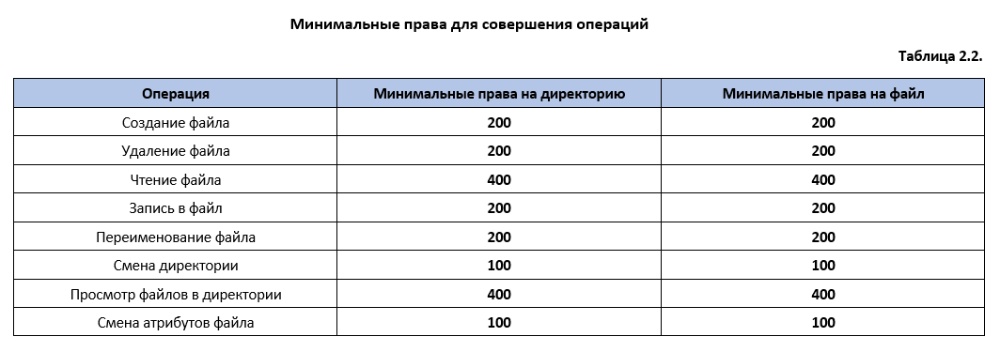 Минимальные права для совершения операций
Таблица 2.2.
Операция Минимальные права на директорию Минимальные права на файл
Создание файла 200 200
Удаление файла 200 200
Чтение файла 400 400
Запись в файл 200 200
Переименование файла 200 200
Смена директории 100 100
Просмотр файлов в директории 400 400
Смена атрибутов файла 100 100